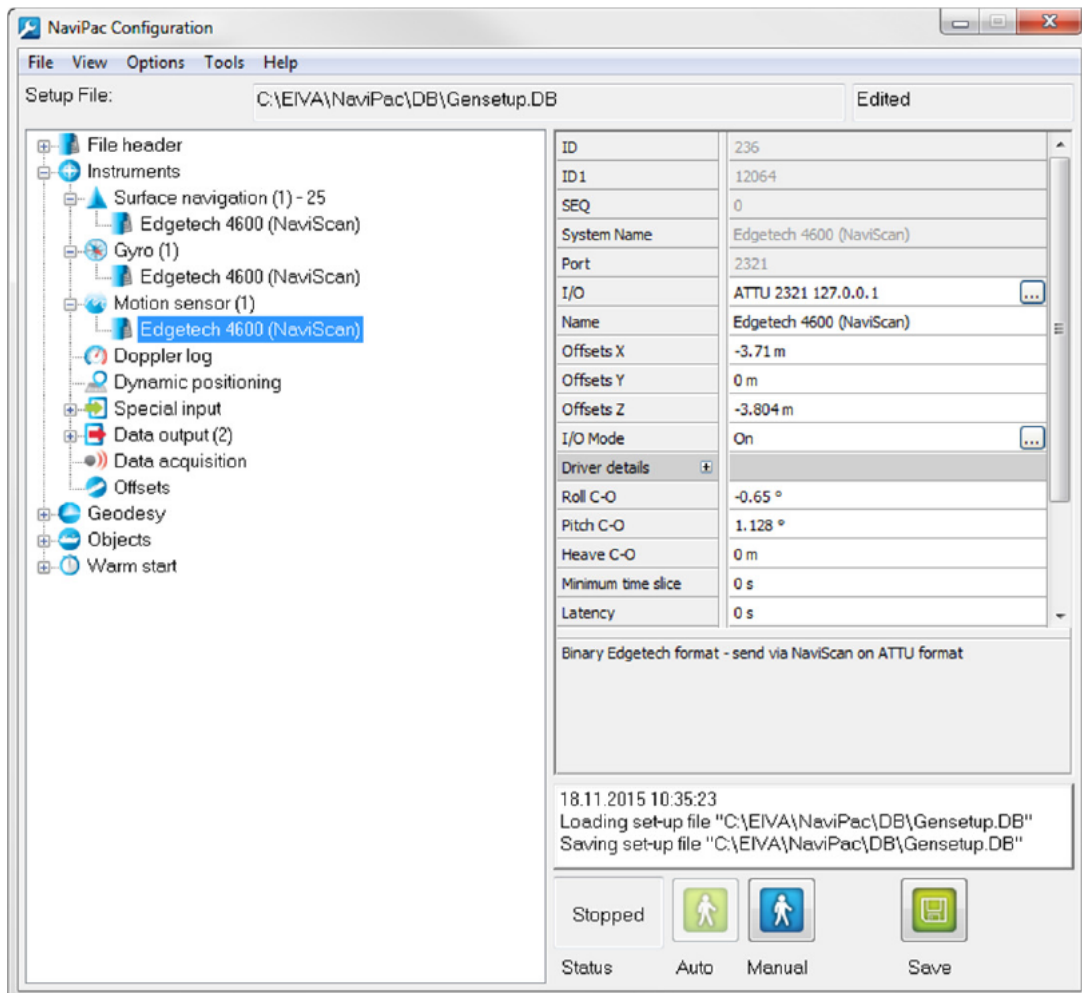 NaviPac Configuration
File View Options Tools Help
Setup File: C:\EIVA\NaviPac\DB\Gensetup.DB Edited
File header
Instruments
Surface navigation (1) - 25
Edgetech 4600 (NaviScan)
Gyro (1)
Edgetech 4600 (NaviScan)
Motion sensor (1)
Edgetech 4600 (NaviScan)
Doppler log
Dynamic positioning
Special input
Data output (2)
Data acquisition
Offsets
Geodesy
Objects
Warm start
ID 236
ID1 12064
SEQ 0
System Name Edgetech 4600 (NaviScan)
Port 2321
I/O ATTU 2321 127.0.0.1 ...
Name Edgetech 4600 (NaviScan)
Offsets X -3.71 m
Offsets Y 0 m
Offsets Z -3.804 m
I/O Mode On ...
Driver details
Roll C-O -0.65 °
Pitch C-O 1.128 °
Heave C-O 0 m
Minimum time slice 0 s
Latency 0 s
Binary Edgetech format - send via NaviScan on ATTU format
18.11.2015 10:35:23
Loading set-up file "C:\EIVA\NaviPac\DB\Gensetup.DB"
Saving set-up file "C:\EIVA\NaviPac\DB\Gensetup.DB"
Stopped
Status Auto Manual Save